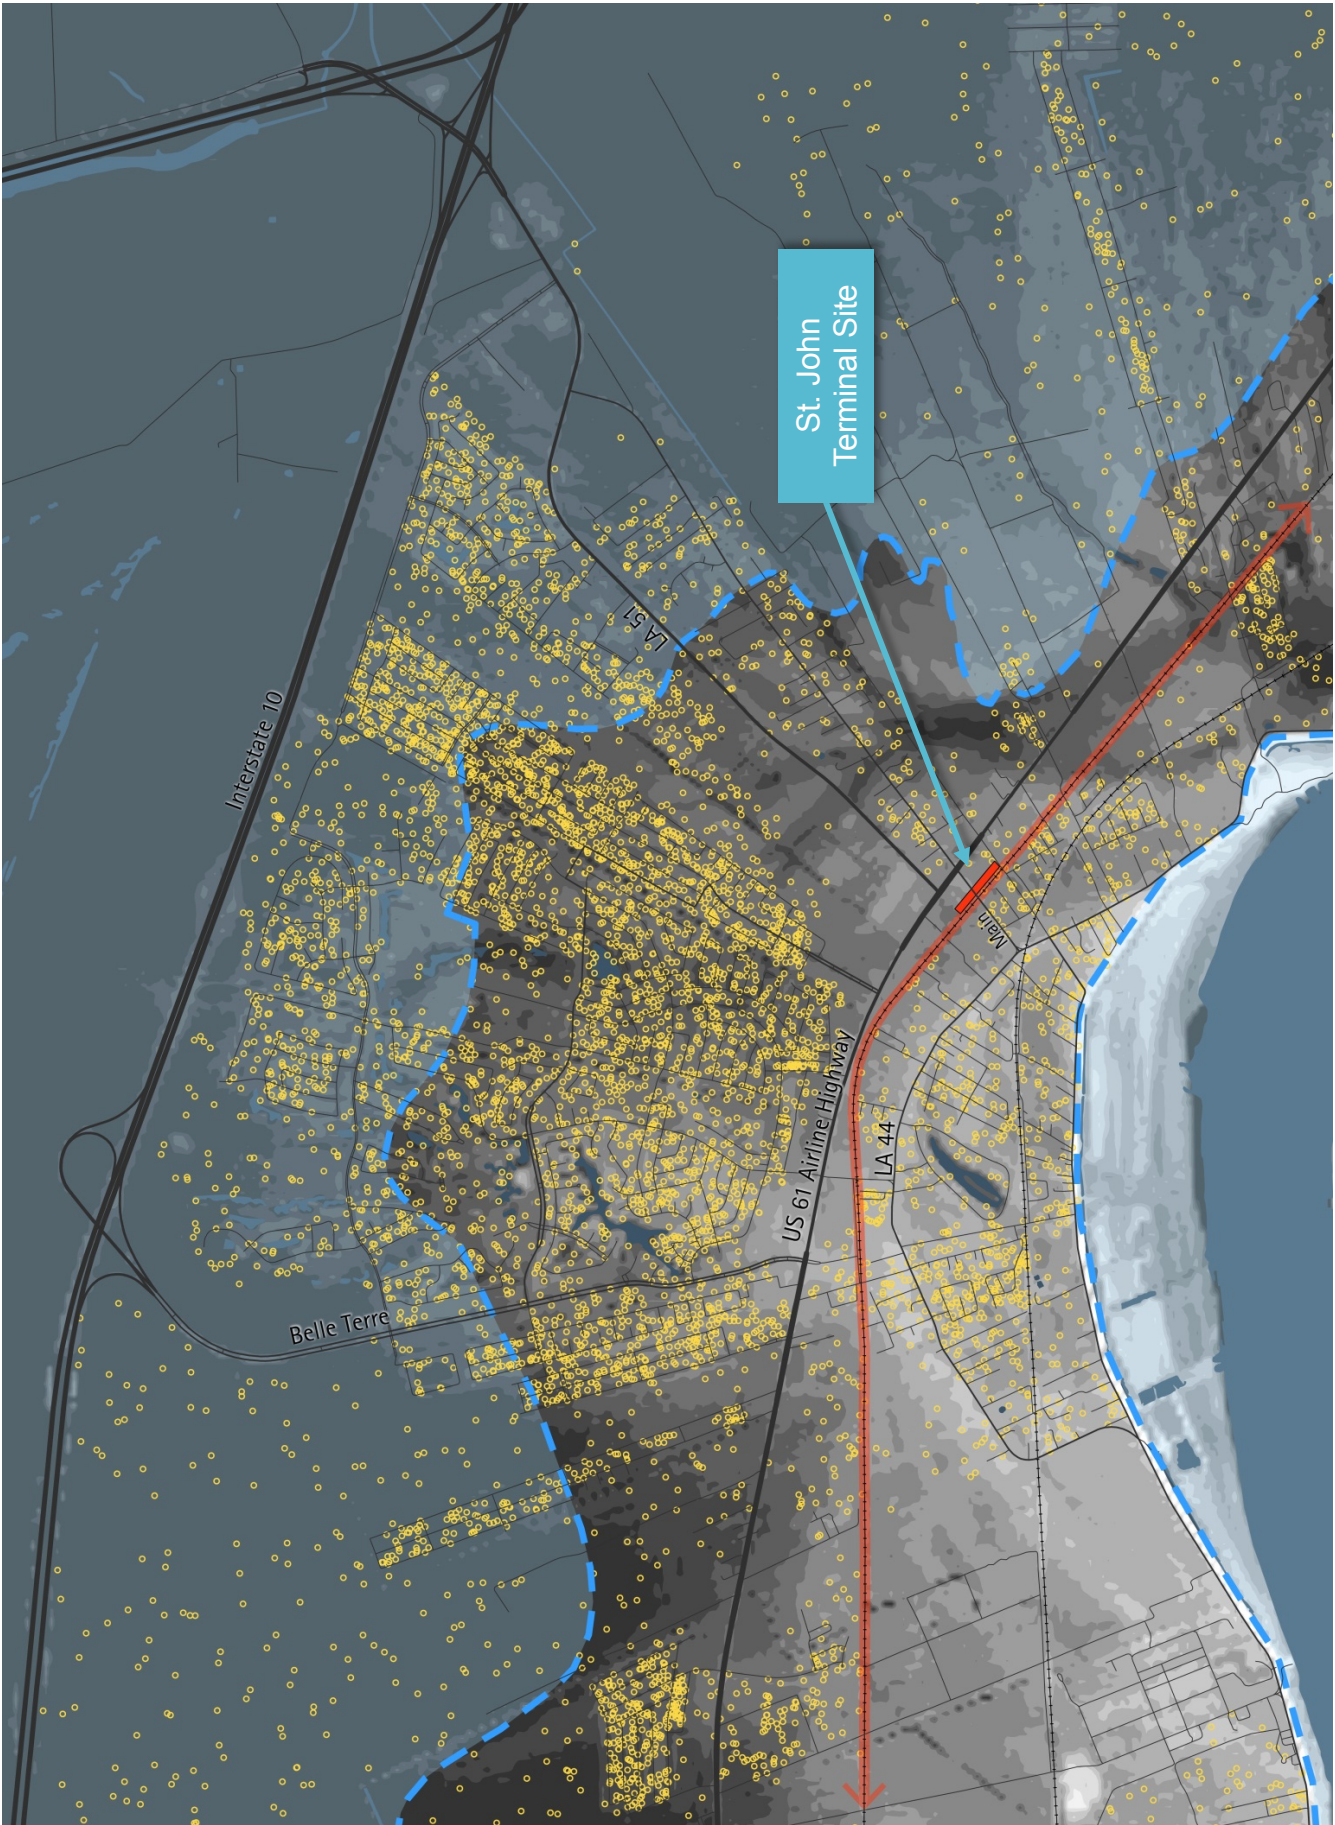 St. John
Terminal Site
Interstate 10
LA 51
Main
US 61 Airline Highway
LA 44
Belle Terre